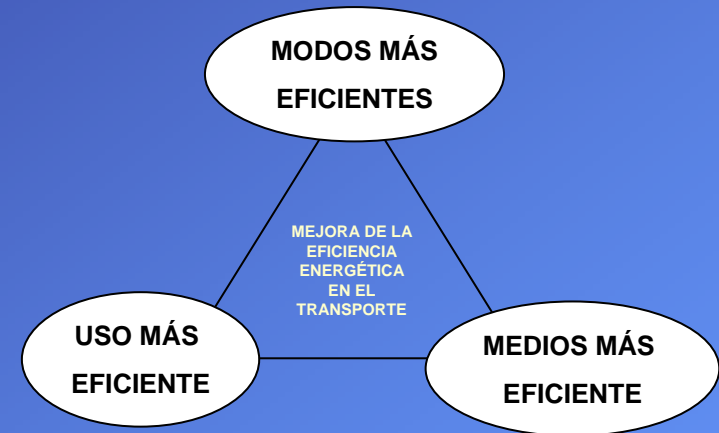 MODOS MÁS
EFICIENTES
MEJORA DE LA
EFICIENCIA
ENERGÉTICA
EN EL
TRANSPORTE
USO MÁS
EFICIENTE
MEDIOS MÁS
EFICIENTE